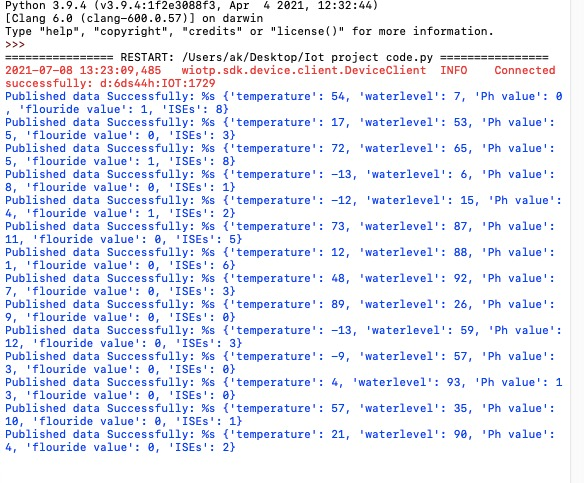 Python 3.9.4 (v3.9.4:1f2e3088f3, Apr  4 2021, 12:32:44)
[Clang 6.0 (clang-600.0.57)] on darwin
Type "help", "copyright", "credits" or "license()" for more information.
>>>
================ RESTART: /Users/ak/Desktop/Iot project code.py ================
2021-07-08 13:23:09,485   wiotp.sdk.device.client.DeviceClient  INFO    Connected
successfully: d:6ds44h:IOT:1729
Published data Successfully: %s {'temperature': 54, 'waterlevel': 7, 'Ph value': 0
, 'flouride value': 1, 'ISEs': 8}
Published data Successfully: %s {'temperature': 17, 'waterlevel': 53, 'Ph value':
5, 'flouride value': 0, 'ISEs': 3}
Published data Successfully: %s {'temperature': 72, 'waterlevel': 65, 'Ph value':
5, 'flouride value': 1, 'ISEs': 8}
Published data Successfully: %s {'temperature': -13, 'waterlevel': 6, 'Ph value':
8, 'flouride value': 0, 'ISEs': 1}
Published data Successfully: %s {'temperature': -12, 'waterlevel': 15, 'Ph value':
4, 'flouride value': 1, 'ISEs': 2}
Published data Successfully: %s {'temperature': 73, 'waterlevel': 87, 'Ph value':
11, 'flouride value': 0, 'ISEs': 5}
Published data Successfully: %s {'temperature': 12, 'waterlevel': 88, 'Ph value':
1, 'flouride value': 0, 'ISEs': 6}
Published data Successfully: %s {'temperature': 48, 'waterlevel': 92, 'Ph value':
7, 'flouride value': 0, 'ISEs': 3}
Published data Successfully: %s {'temperature': 89, 'waterlevel': 26, 'Ph value':
9, 'flouride value': 0, 'ISEs': 0}
Published data Successfully: %s {'temperature': -13, 'waterlevel': 59, 'Ph value':
12, 'flouride value': 0, 'ISEs': 3}
Published data Successfully: %s {'temperature': -9, 'waterlevel': 57, 'Ph value':
3, 'flouride value': 0, 'ISEs': 0}
Published data Successfully: %s {'temperature': 4, 'waterlevel': 93, 'Ph value': 1
3, 'flouride value': 0, 'ISEs': 0}
Published data Successfully: %s {'temperature': 57, 'waterlevel': 35, 'Ph value':
10, 'flouride value': 0, 'ISEs': 1}
Published data Successfully: %s {'temperature': 21, 'waterlevel': 90, 'Ph value':
4, 'flouride value': 0, 'ISEs': 2}